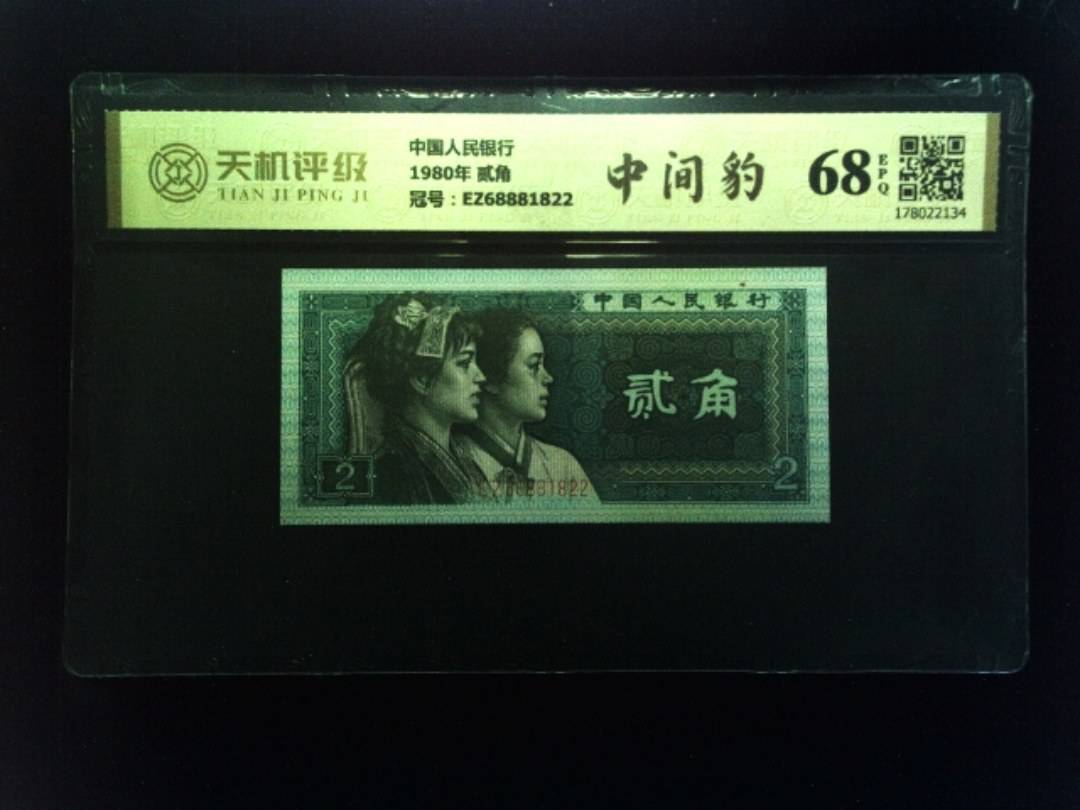 天机评级
TIAN JI PING JI
中国人民银行
1980年 贰角
冠号：EZ68881822
中间豹
68
EPQ
178022134
中国人民银行
贰角
2
2
EZ68881822